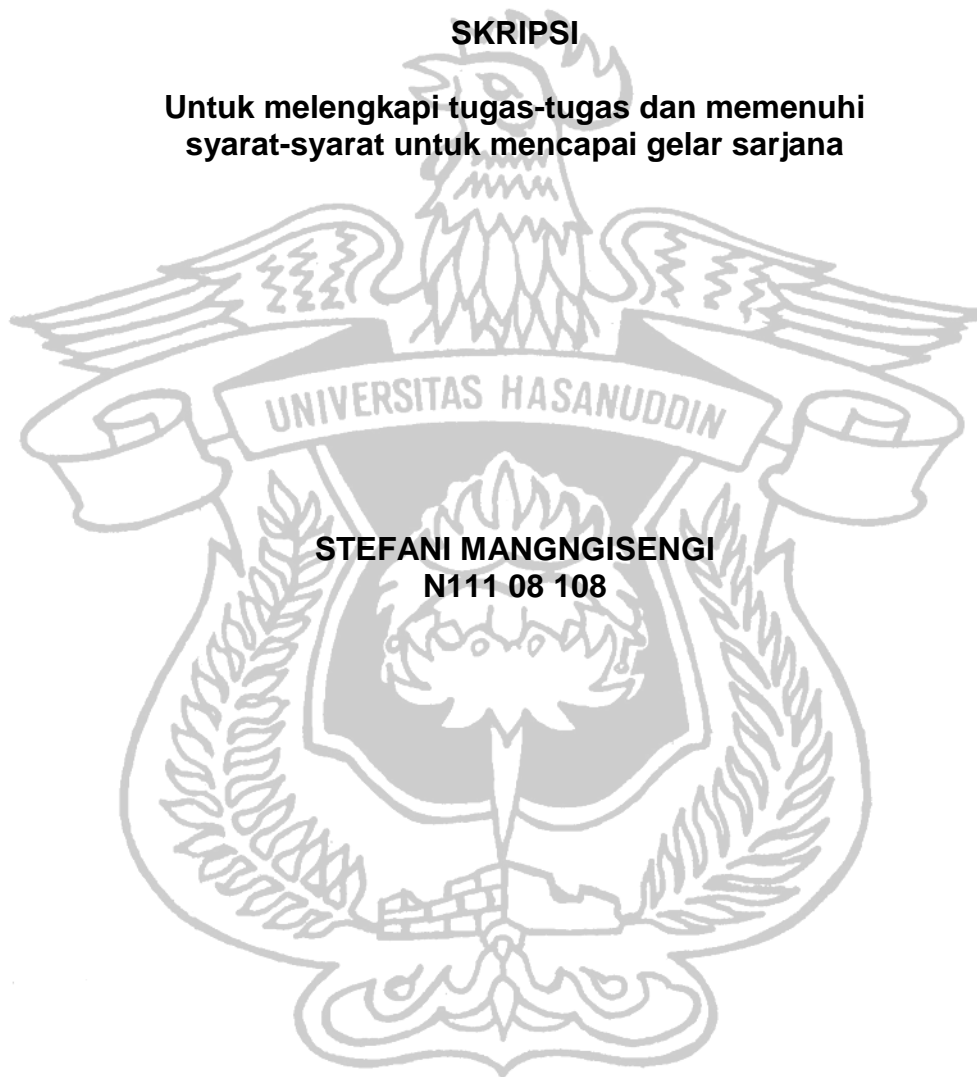 SKRIPSI
Untuk melengkapi tugas-tugas dan memenuhi
syarat-syarat untuk mencapai gelar sarjana
UNIVERSITAS HASANUDDIN
STEFANI MANGNGISENGI
N111 08 108